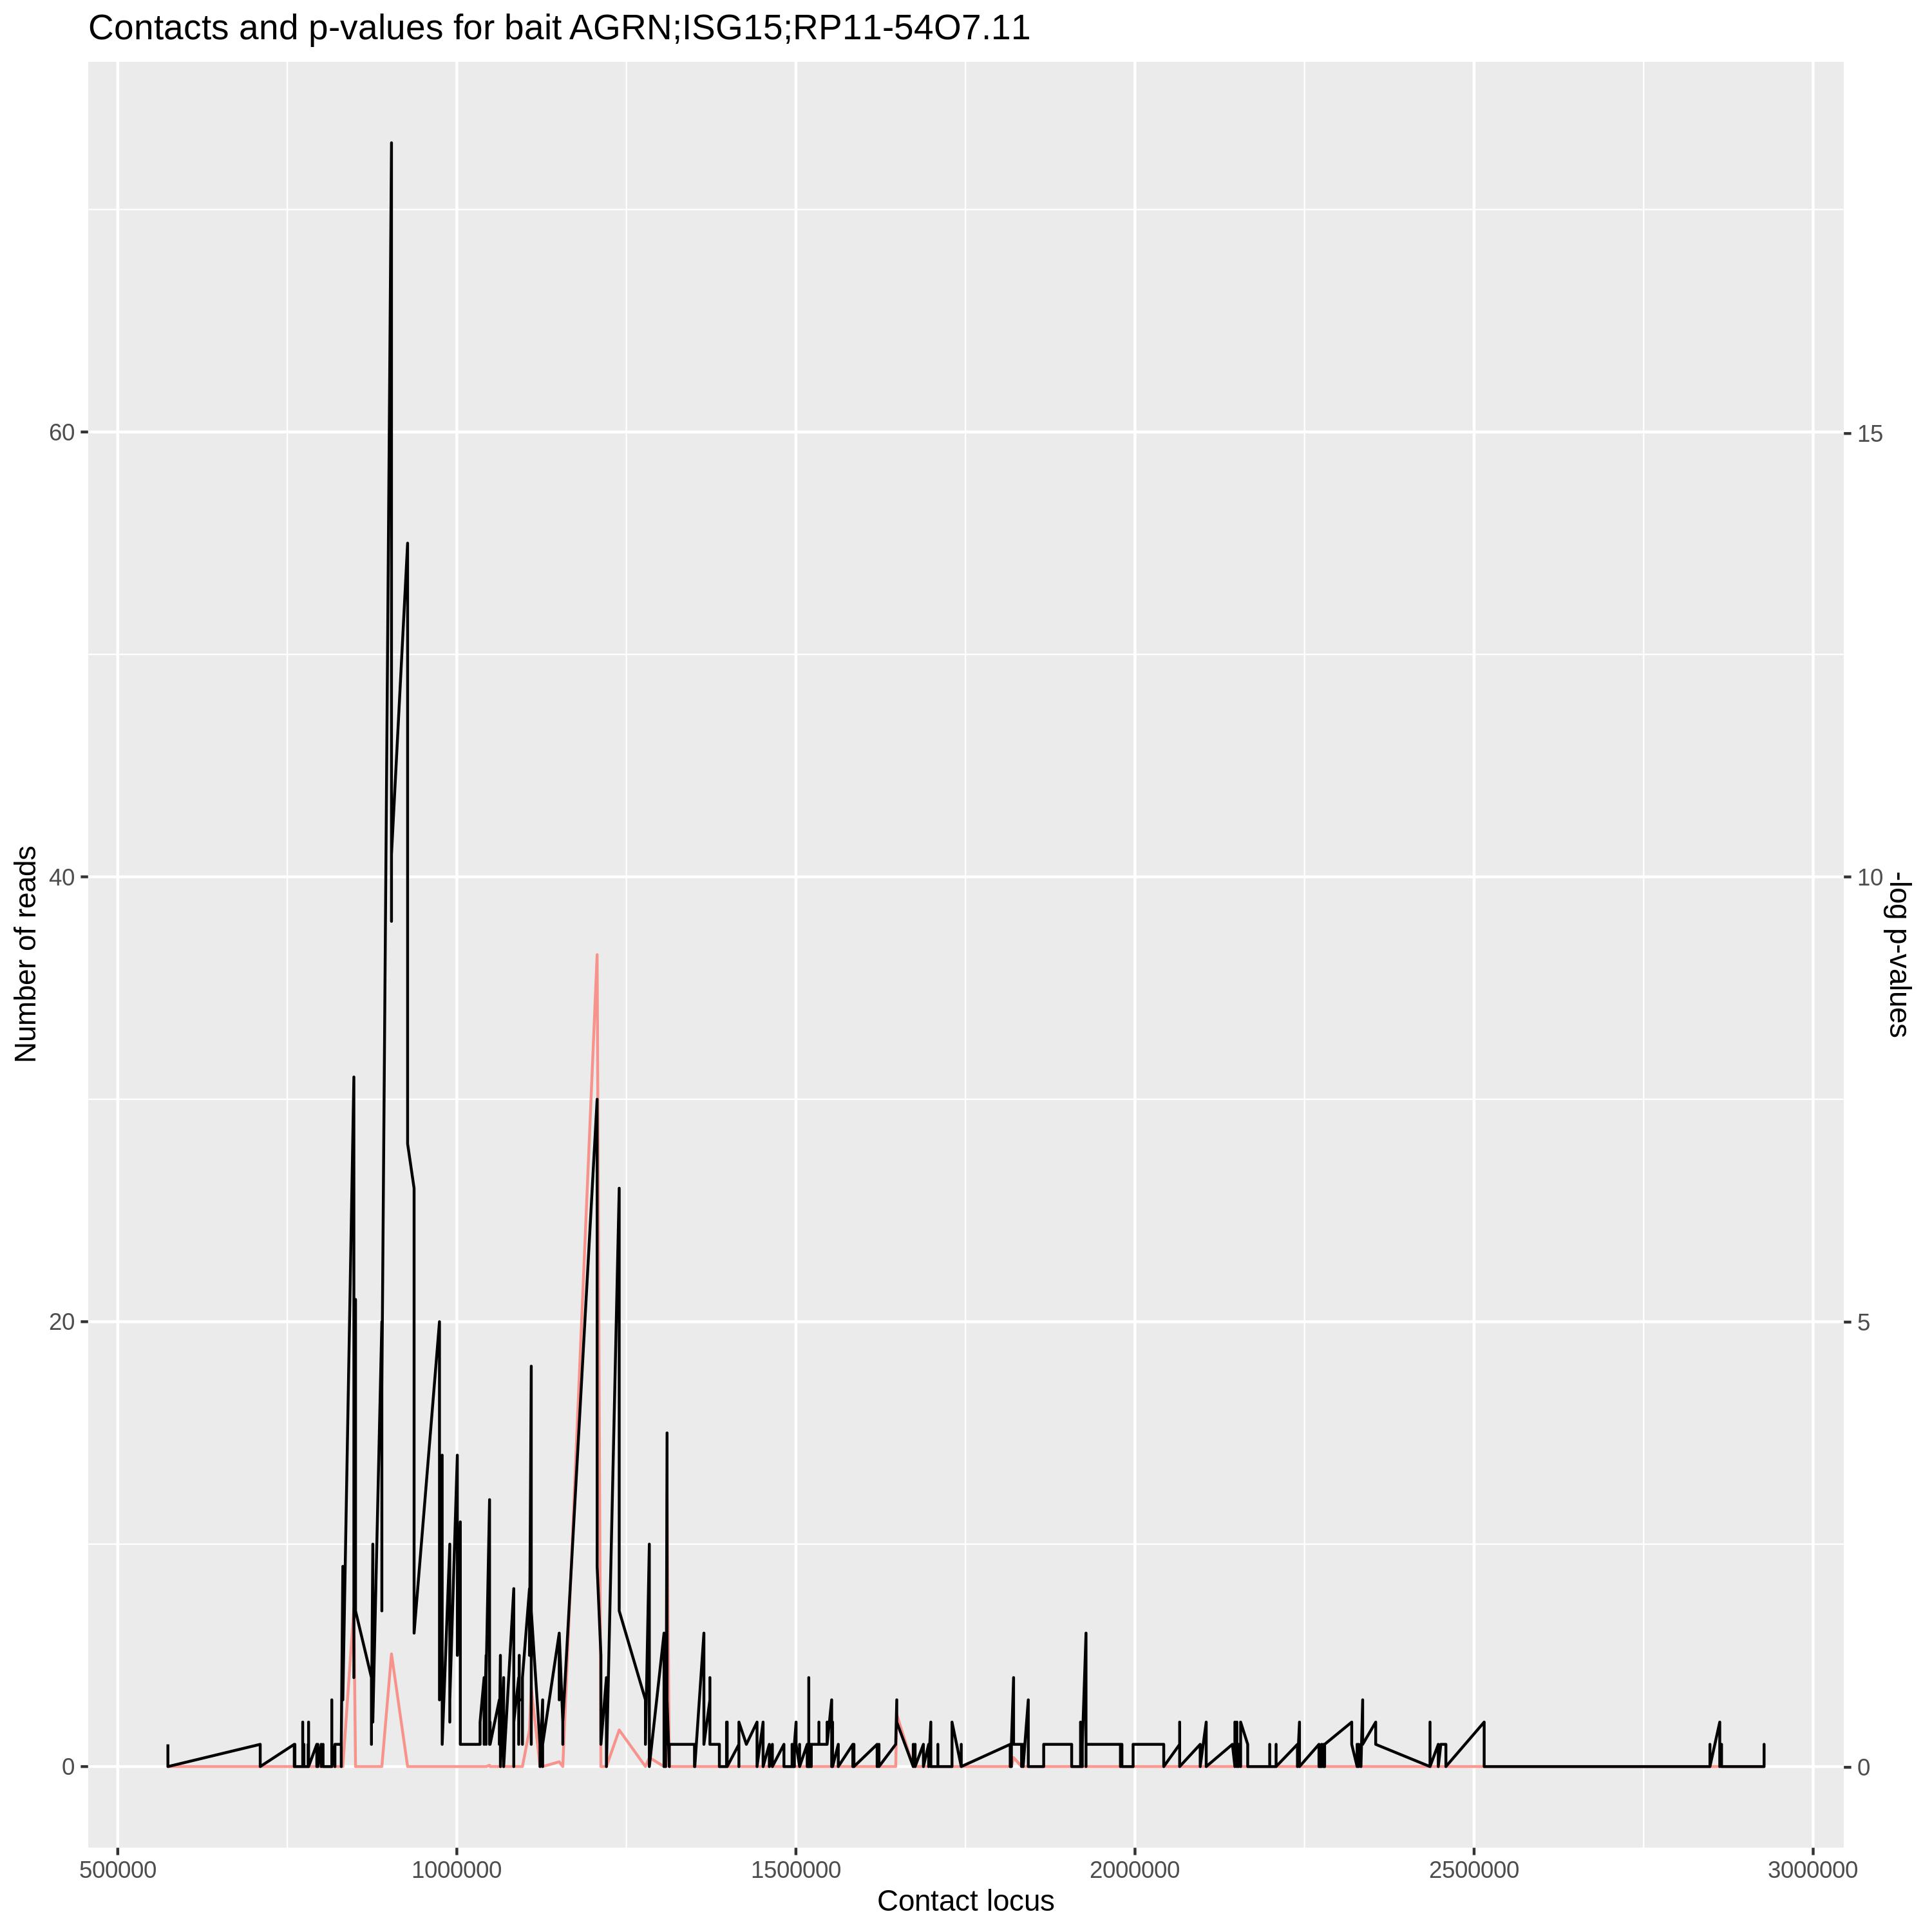 Contacts and p-values for bait AGRN;ISG15;RP11-54O7.11
60
40
20
0
15
10
5
0
Number of reads
-log p-values
500000 1000000 1500000 2000000 2500000 3000000
Contact locus